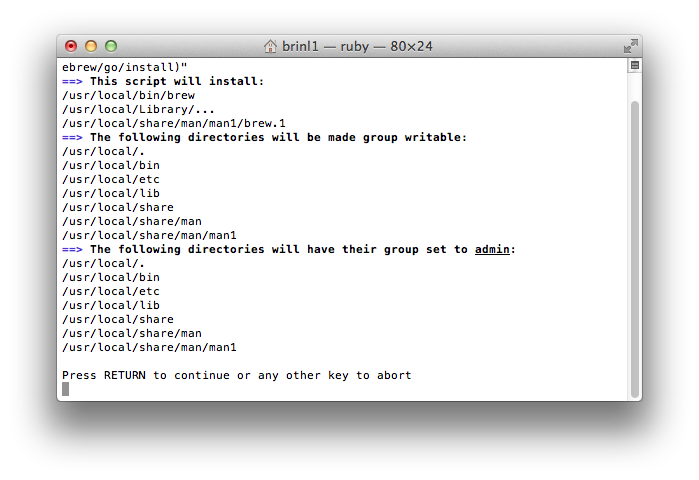 brinl1 — ruby — 80×24
ebrew/go/install)"
==> This script will install:
/usr/local/bin/brew
/usr/local/Library/...
/usr/local/share/man/man1/brew.1
==> The following directories will be made group writable:
/usr/local/.
/usr/local/bin
/usr/local/etc
/usr/local/lib
/usr/local/share
/usr/local/share/man
/usr/local/share/man/man1
==> The following directories will have their group set to admin:
/usr/local/.
/usr/local/bin
/usr/local/etc
/usr/local/lib
/usr/local/share
/usr/local/share/man
/usr/local/share/man/man1
Press RETURN to continue or any other key to abort